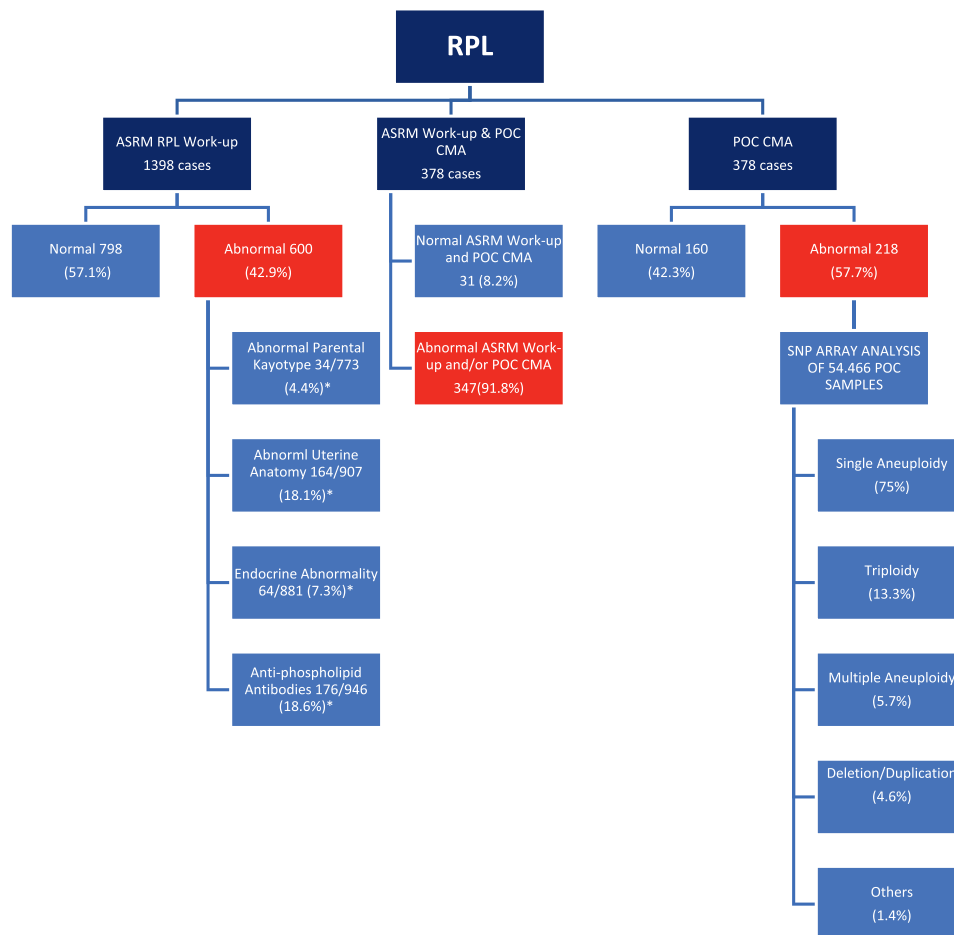 RPL
ASRM RPL Work-up
1398 cases
Normal 798
(57.1%)
Abnormal 600
(42.9%)
Abnormal Parental
Kayotype 34/773
(4.4%)*
Abnorml Uterine
Anatomy 164/907
(18.1%)*
Endocrine Abnormality
64/881 (7.3%)*
Anti-phospholipid
Antibodies 176/946
(18.6%)*
ASRM Work-up & POC
CMA
378 cases
Normal ASRM Work-up
and POC CMA
31 (8.2%)
Abnormal ASRM Work-
up and/or POC CMA
347(91.8%)
POC CMA
378 cases
Normal 160
(42.3%)
Abnormal 218
(57.7%)
SNP ARRAY ANALYSIS
OF 54.466 POC
SAMPLES
Single Aneuploidy
(75%)
Triploidy
(13.3%)
Multiple Aneuploidy
(5.7%)
Deletion/Duplication
(4.6%)
Others
(1.4%)